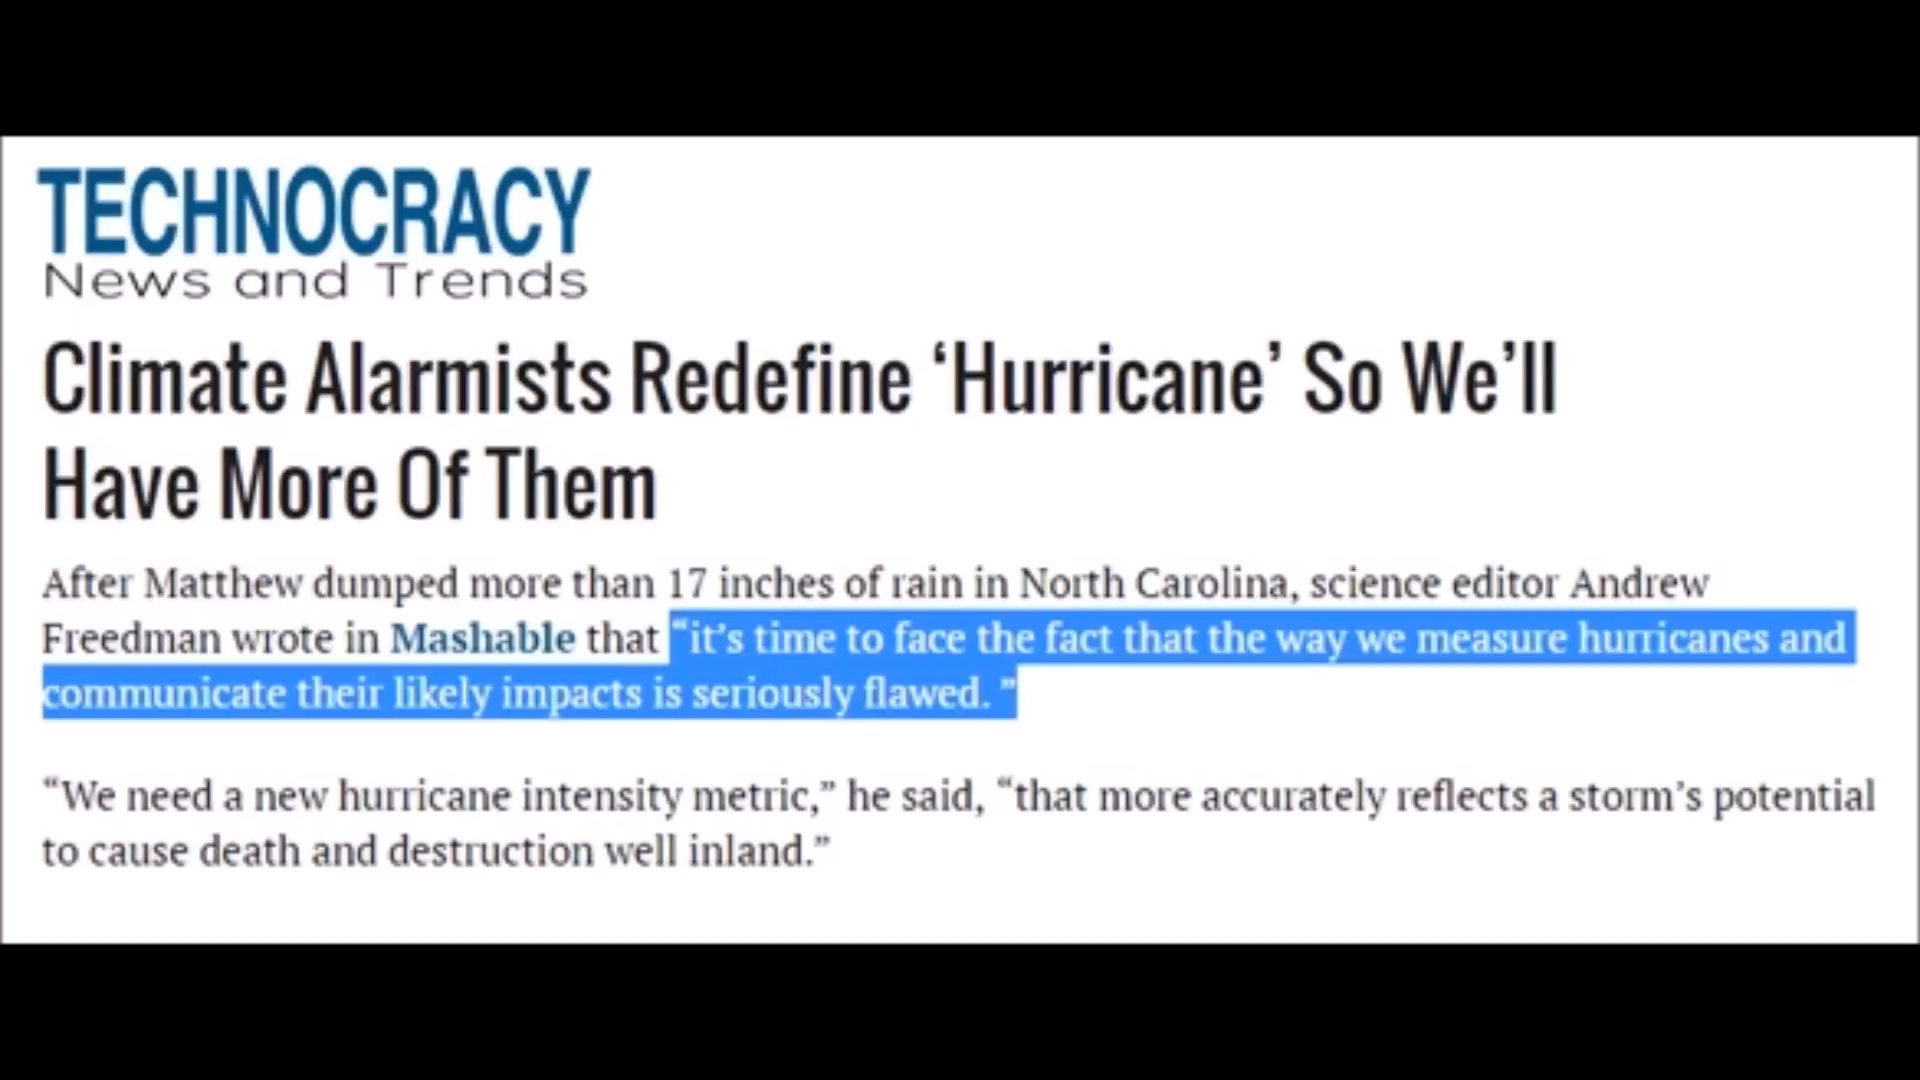 TECHNOCRACY
News and Trends
Climate Alarmists Redefine ‘Hurricane’ So We’ll
Have More Of Them
After Matthew dumped more than 17 inches of rain in North Carolina, science editor Andrew
Freedman wrote in Mashable that “it’s time to face the fact that the way we measure hurricanes and
communicate their likely impacts is seriously flawed. ”
“We need a new hurricane intensity metric,” he said, “that more accurately reflects a storm’s potential
to cause death and destruction well inland.”